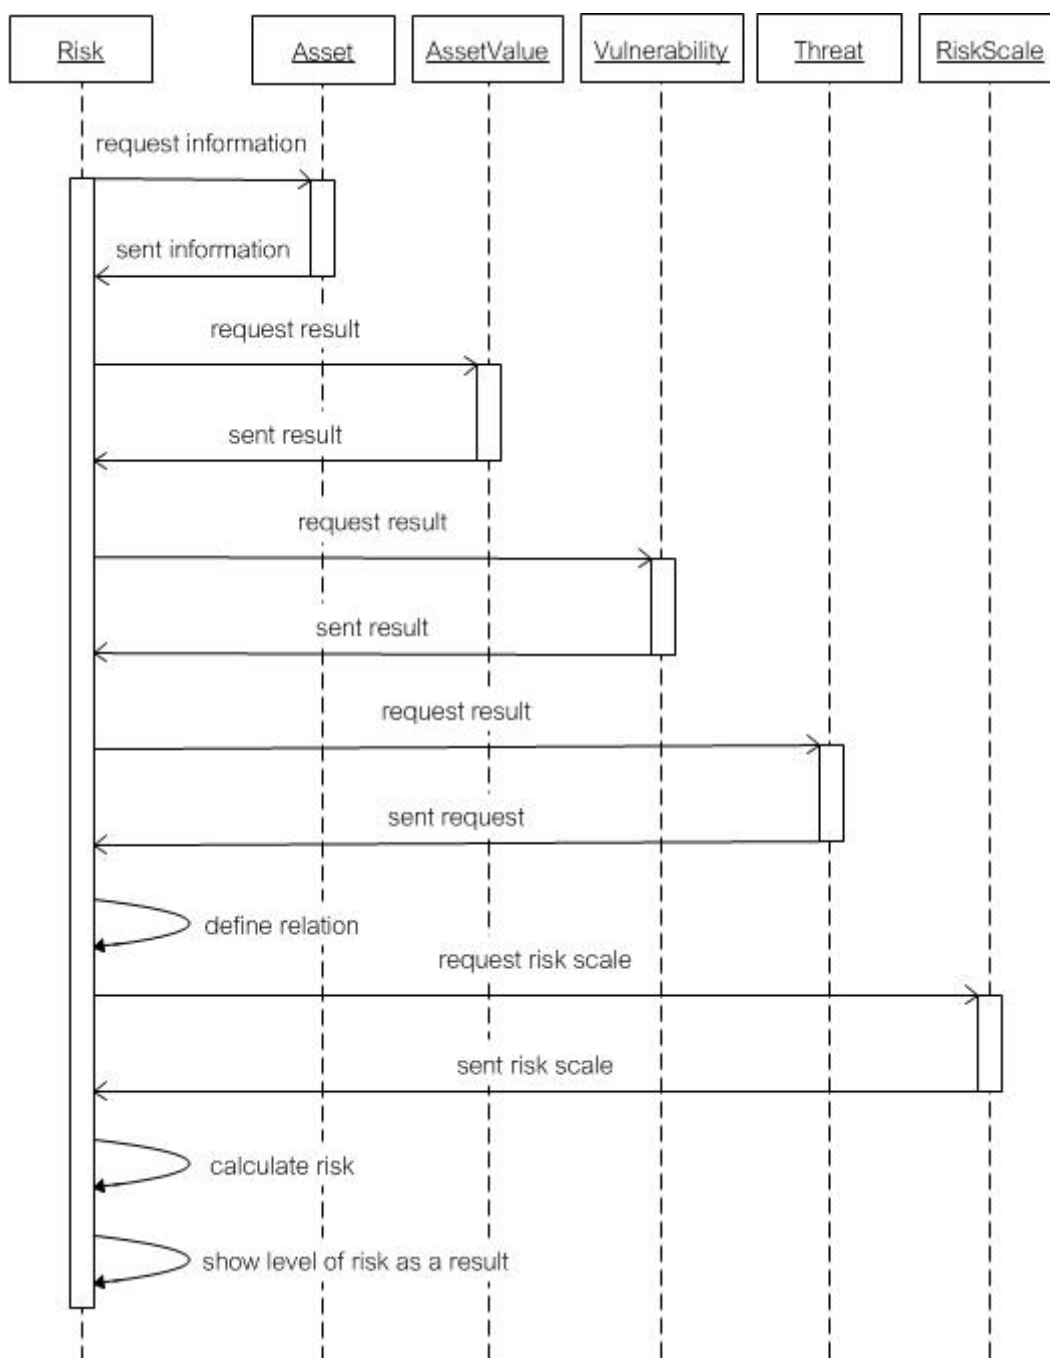 Risk
Asset
AssetValue
Vulnerability
Threat
RiskScale
request information
sent information
request result
sent result
request result
sent result
request result
sent request
define relation
request risk scale
sent risk scale
calculate risk
show level of risk as a result